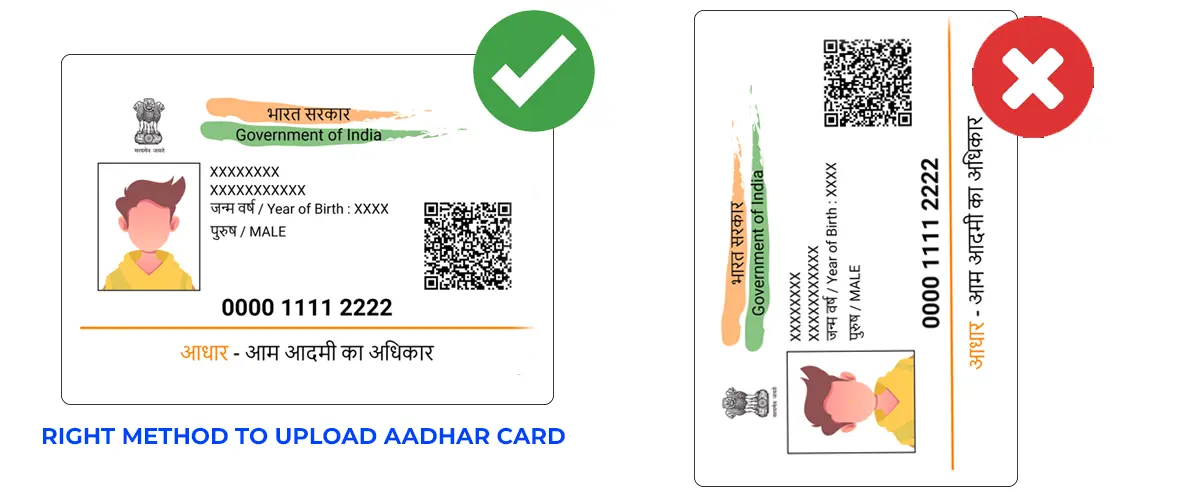 भारत सरकार
Government of India
सत्यमेव जयते
XXXXXXXX
XXXXXXXXXXX
जन्म वर्ष / Year of Birth : XXXX
पुरुष / MALE
0000 1111 2222
आधार - आम आदमी का अधिकार
RIGHT METHOD TO UPLOAD AADHAR CARD
भारत सरकार
Government of India
सत्यमेव जयते
XXXXXXXX
XXXXXXXXXXX
जन्म वर्ष / Year of Birth : XXXX
पुरुष / MALE
0000 1111 2222
आधार - आम आदमी का अधिकार